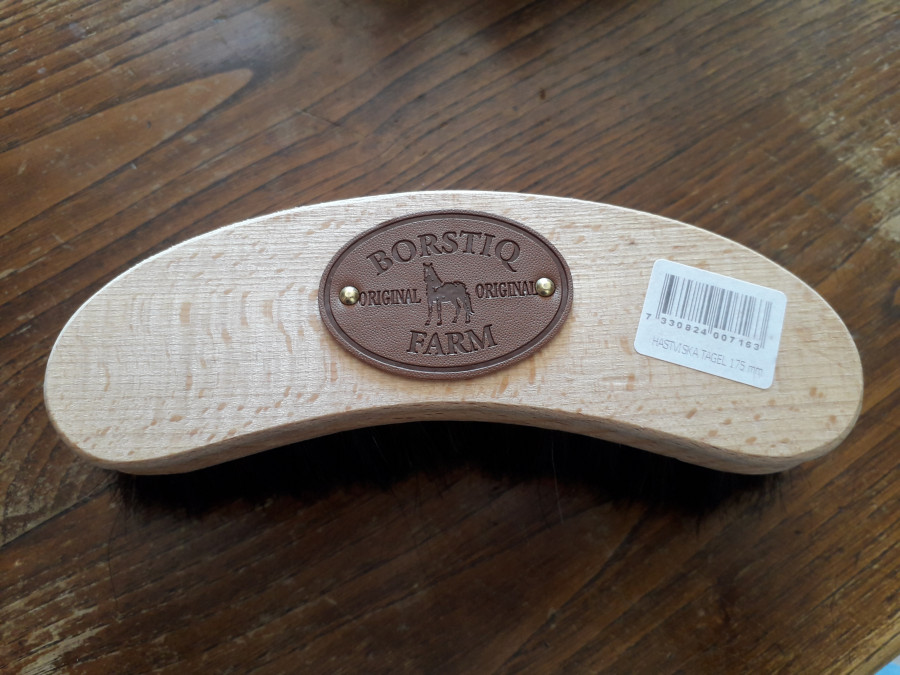 BORSTIQ
ORIGINAL ORIGINAL
FARM
7 330824 007163
HÄSTVISKA TAGEL 175 mm